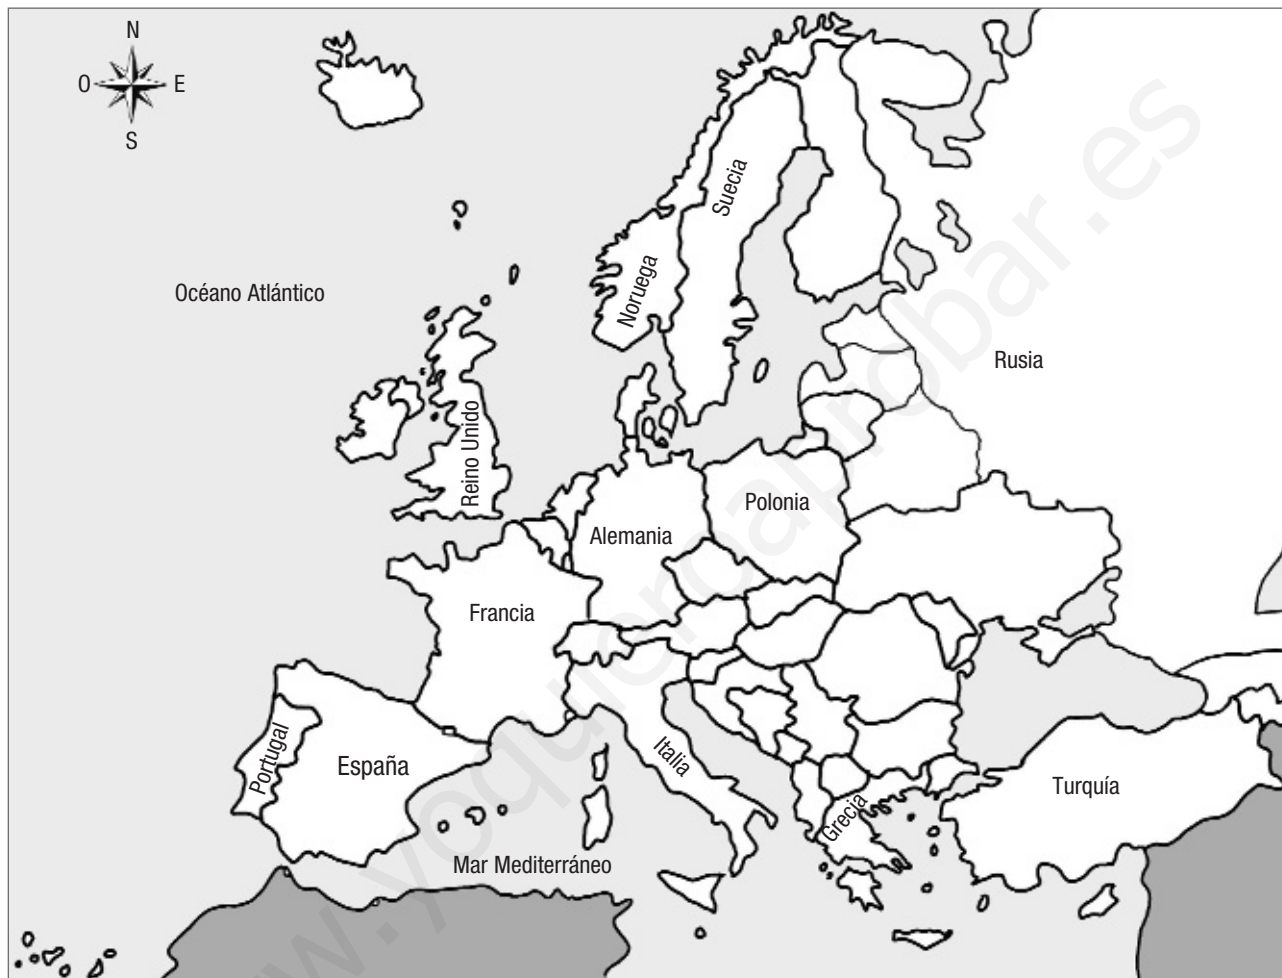 N
O
E
S
Suecia
Noruega
Océano Atlántico
Rusia
Reino Unido
Polonia
Alemania
Francia
Portugal
España
Italia
Grecia
Turquía
Mar Mediterráneo
www.yoquieroaprobar.es